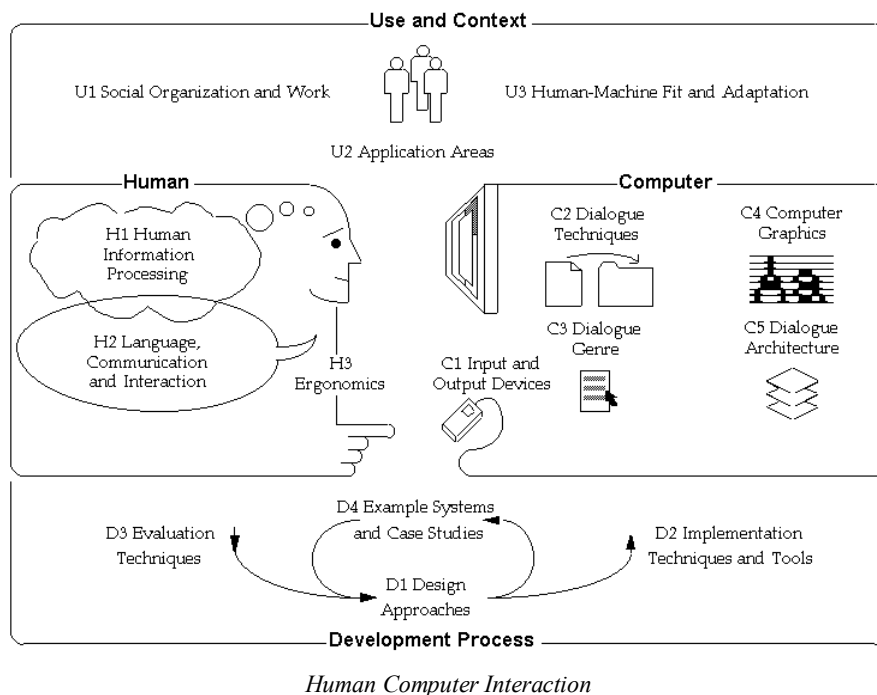 Use and Context
U1 Social Organization and Work
U3 Human-Machine Fit and Adaptation
U2 Application Areas
Human
Computer
H1 Human
Information
Processing
H2 Language,
Communication
and Interaction
H3
Ergonomics
C2 Dialogue
Techniques
C4 Computer
Graphics
C3 Dialogue
Genre
C5 Dialogue
Architecture
C1 Input and
Output Devices
D3 Evaluation
Techniques
D4 Example Systems
and Case Studies
D2 Implementation
Techniques and Tools
D1 Design
Approaches
Development Process
Human Computer Interaction